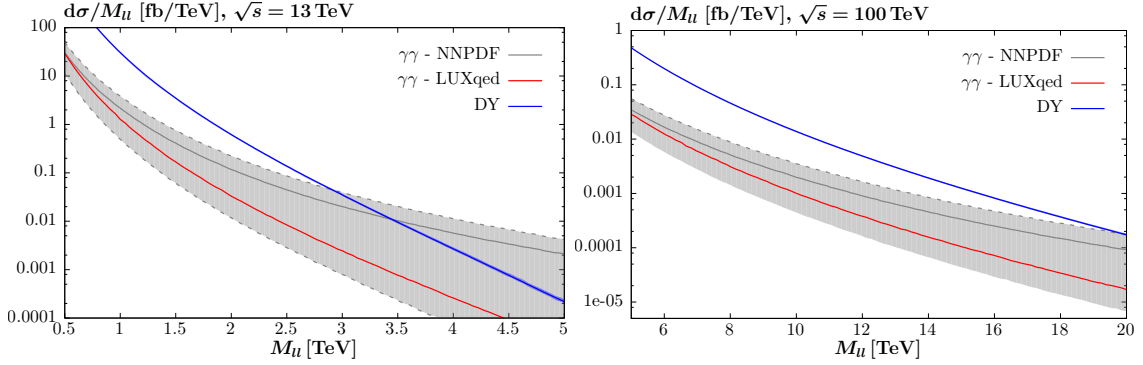 dσ/M_ll [fb/TeV], √s = 13 TeV
100
10
1
0.1
0.01
0.001
0.0001
γγ - NNPDF
γγ - LUXqed
DY
0.5 1 1.5 2 2.5 3 3.5 4 4.5 5
M_ll [TeV]
dσ/M_ll [fb/TeV], √s = 100 TeV
1
0.1
0.01
0.001
0.0001
1e-05
γγ - NNPDF
γγ - LUXqed
DY
6 8 10 12 14 16 18 20
M_ll [TeV]